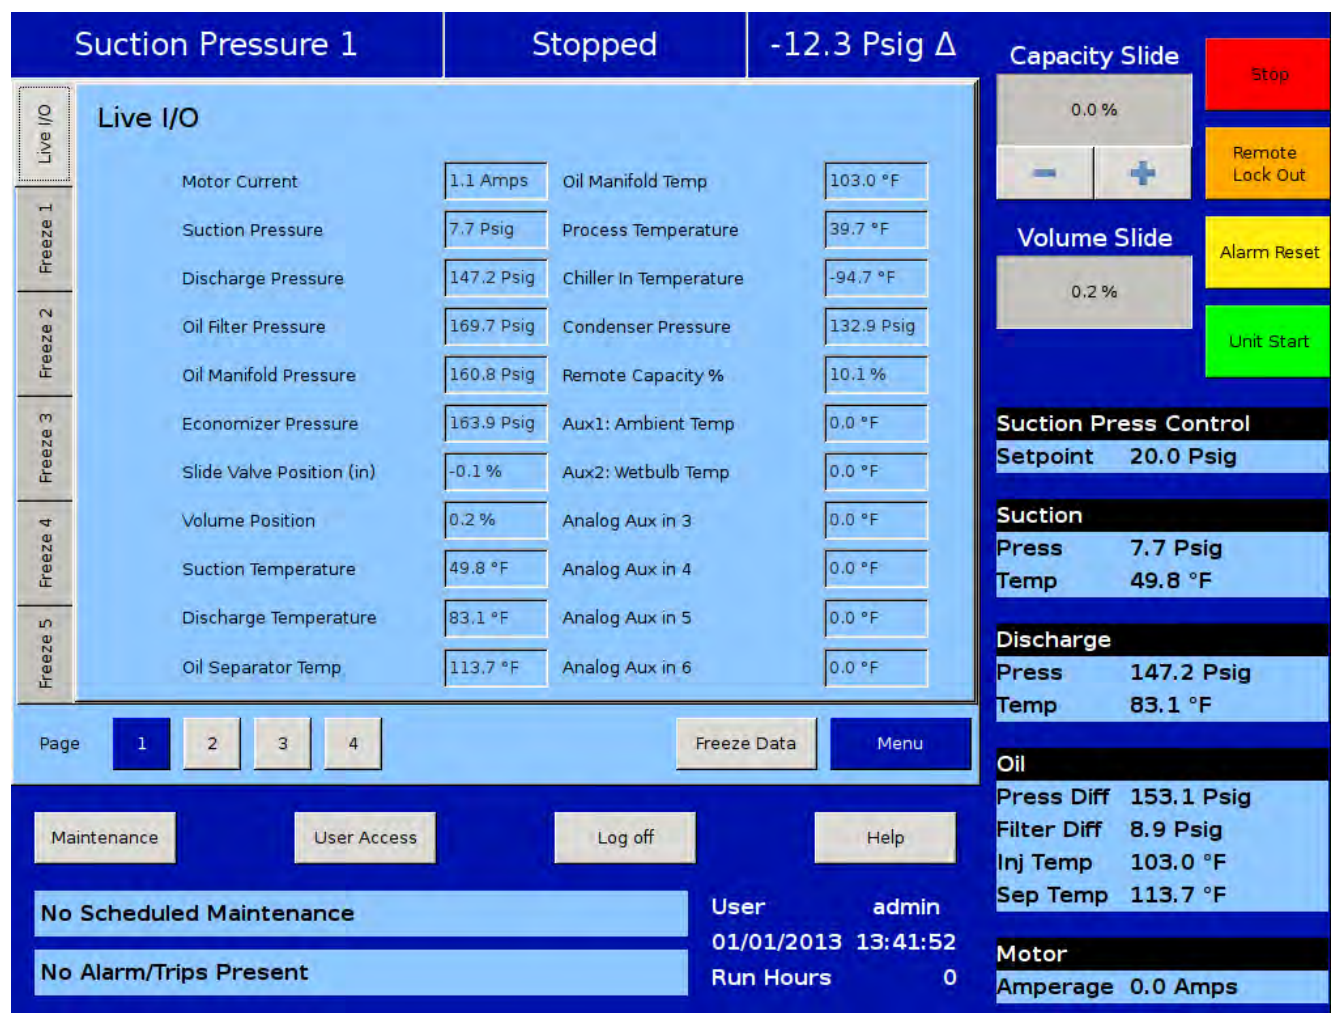 Suction Pressure 1 Stopped -12.3 Psig Δ
Live I/O
Freeze 1
Freeze 2
Freeze 3
Freeze 4
Freeze 5
Live I/O
Motor Current 1.1 Amps Oil Manifold Temp 103.0 °F
Suction Pressure 7.7 Psig Process Temperature 39.7 °F
Discharge Pressure 147.2 Psig Chiller In Temperature -94.7 °F
Oil Filter Pressure 169.7 Psig Condenser Pressure 132.9 Psig
Oil Manifold Pressure 160.8 Psig Remote Capacity % 10.1 %
Economizer Pressure 163.9 Psig Aux1: Ambient Temp 0.0 °F
Slide Valve Position (in) -0.1 % Aux2: Wetbulb Temp 0.0 °F
Volume Position 0.2 % Analog Aux in 3 0.0 °F
Suction Temperature 49.8 °F Analog Aux in 4 0.0 °F
Discharge Temperature 83.1 °F Analog Aux in 5 0.0 °F
Oil Separator Temp 113.7 °F Analog Aux in 6 0.0 °F
Page 1 2 3 4 Freeze Data Menu
Maintenance User Access Log off Help
No Scheduled Maintenance
No Alarm/Trips Present
User admin
01/01/2013 13:41:52
Run Hours 0
Capacity Slide
0.0 %
Volume Slide
0.2 %
Stop
Remote
Lock Out
Alarm Reset
Unit Start
Suction Press Control
Setpoint 20.0 Psig
Suction
Press 7.7 Psig
Temp 49.8 °F
Discharge
Press 147.2 Psig
Temp 83.1 °F
Oil
Press Diff 153.1 Psig
Filter Diff 8.9 Psig
Inj Temp 103.0 °F
Sep Temp 113.7 °F
Motor
Amperage 0.0 Amps